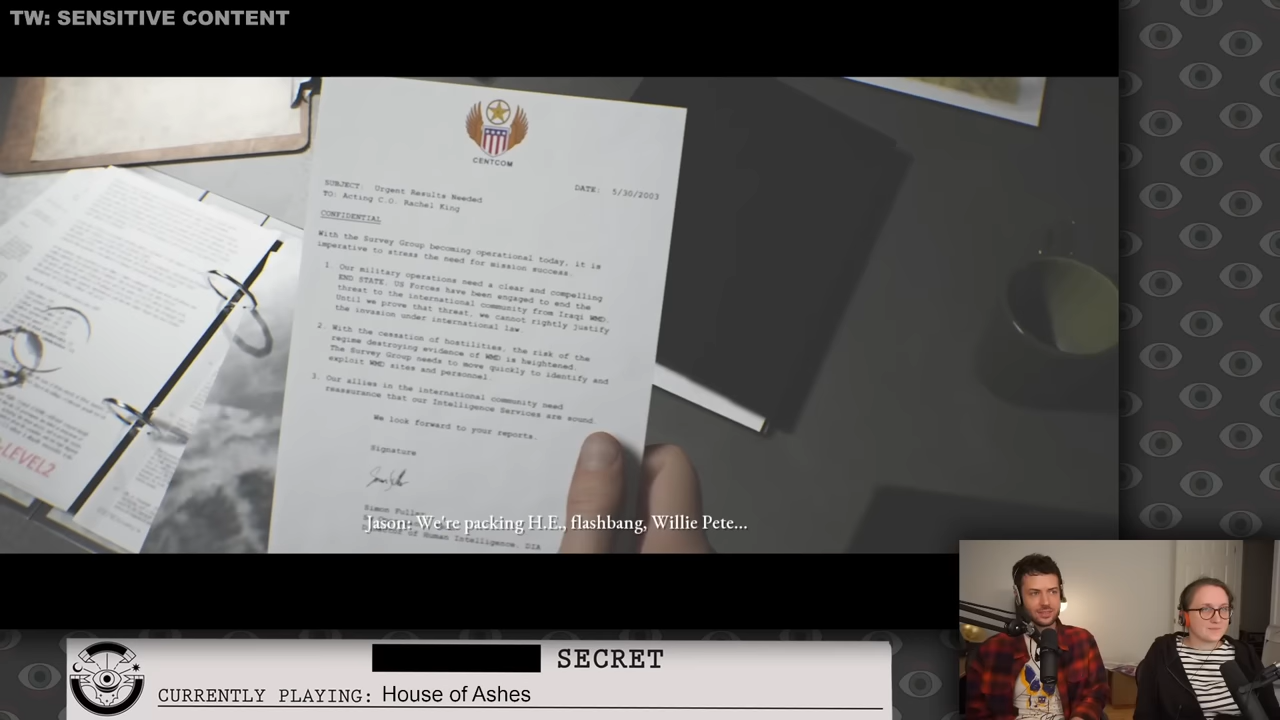 TW: SENSITIVE CONTENT
CENTCOM
SUBJECT: Urgent Results Needed
DATE: 5/30/2003
TO: Acting C.O. Rachel King
CONFIDENTIAL
With the Survey Group becoming operational today, it is
imperative to stress the need for mission success.
1. Our military operations need a clear and compelling
END STATE. US Forces have been engaged to end the
threat to the international community from Iraqi WMD.
Until we prove that threat, we cannot rightly justify
the invasion under international law.
2. With the cessation of hostilities, the risk of the
regime destroying evidence of WMD is heightened.
The Survey Group needs to move quickly to identify and
exploit WMD sites and personnel.
3. Our allies in the international community need
reassurance that our Intelligence Services are sound.
We look forward to your reports.
Signature
Simon
of Human Intelligence, DIA
LEVEL2
Jason: We're packing H.E., flashbang, Willie Pete...
SECRET
CURRENTLY PLAYING: House of Ashes